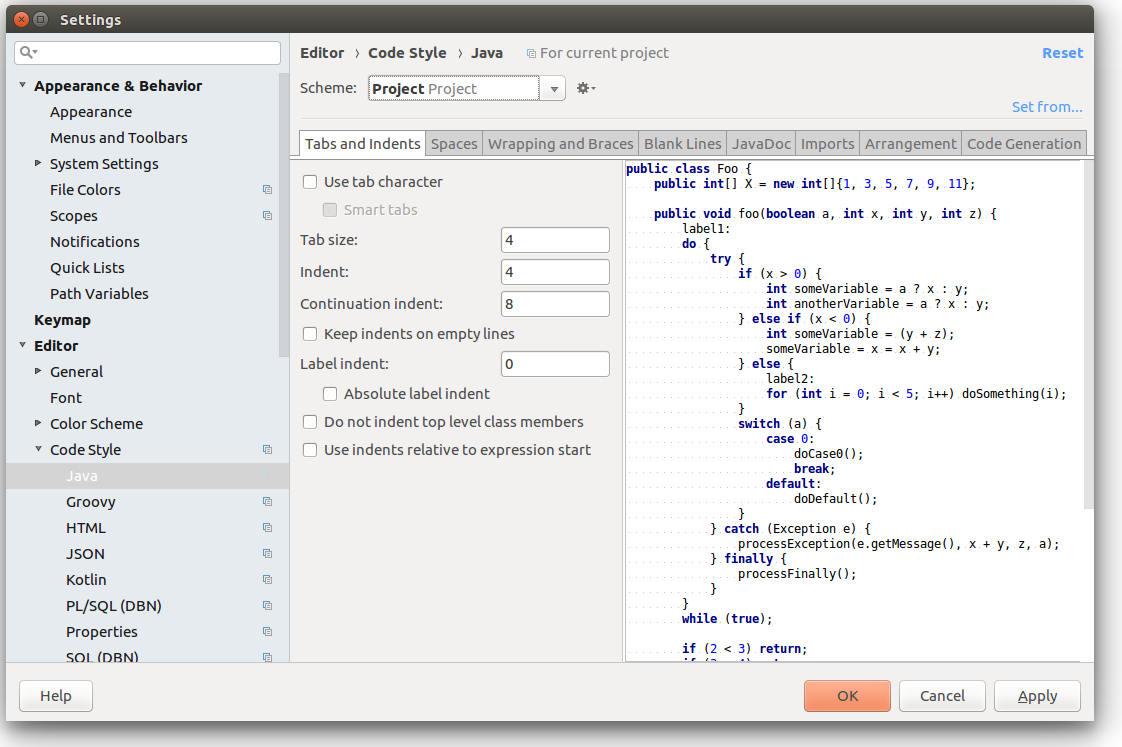 Settings
Appearance & Behavior
Appearance
Menus and Toolbars
System Settings
File Colors
Scopes
Notifications
Quick Lists
Path Variables
Keymap
Editor
General
Font
Color Scheme
Code Style
Java
Groovy
HTML
JSON
Kotlin
PL/SQL (DBN)
Properties
SQL (DBN)
Editor › Code Style › Java For current project Reset
Scheme: Project Project
Set from...
Tabs and Indents Spaces Wrapping and Braces Blank Lines JavaDoc Imports Arrangement Code Generation
Use tab character
Smart tabs
Tab size: 4
Indent: 4
Continuation indent: 8
Keep indents on empty lines
Label indent: 0
Absolute label indent
Do not indent top level class members
Use indents relative to expression start
public class Foo {
    public int[] X = new int[]{1, 3, 5, 7, 9, 11};
    public void foo(boolean a, int x, int y, int z) {
        label1:
        do {
            try {
                if (x > 0) {
                    int someVariable = a ? x : y;
                    int anotherVariable = a ? x : y;
                } else if (x < 0) {
                    int someVariable = (y + z);
                    someVariable = x = x + y;
                } else {
                    label2:
                    for (int i = 0; i < 5; i++) doSomething(i);
                }
                switch (a) {
                    case 0:
                        doCase0();
                        break;
                    default:
                        doDefault();
                }
            } catch (Exception e) {
                processException(e.getMessage(), x + y, z, a);
            } finally {
                processFinally();
            }
        }
        while (true);
        if (2 < 3) return;
Help OK Cancel Apply